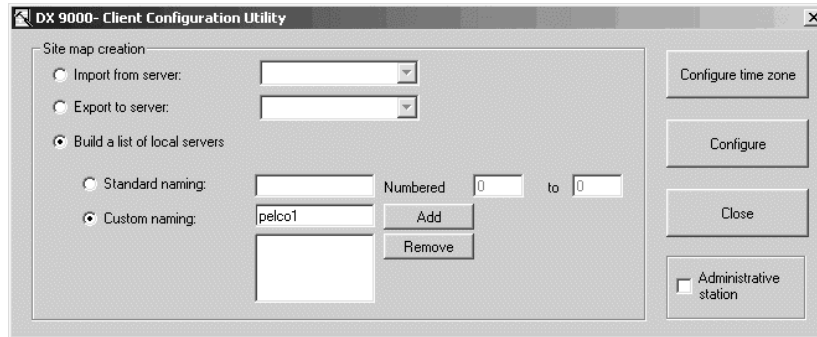 DX 9000- Client Configuration Utility
Site map creation
Import from server:
Export to server:
Build a list of local servers
Standard naming: Numbered 0 to 0
Custom naming: pelco1 Add
Remove
Configure time zone
Configure
Close
Administrative
station